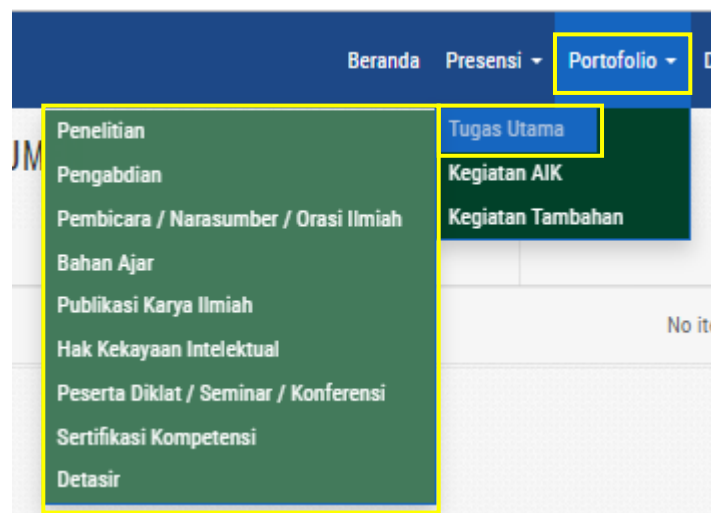 Beranda Presensi Portofolio D
UM
Tugas Utama
Kegiatan AIK
Kegiatan Tambahan
Penelitian
Pengabdian
Pembicara / Narasumber / Orasi Ilmiah
Bahan Ajar
Publikasi Karya Ilmiah
Hak Kekayaan Intelektual
Peserta Diklat / Seminar / Konferensi
Sertifikasi Kompetensi
Detasir
No it